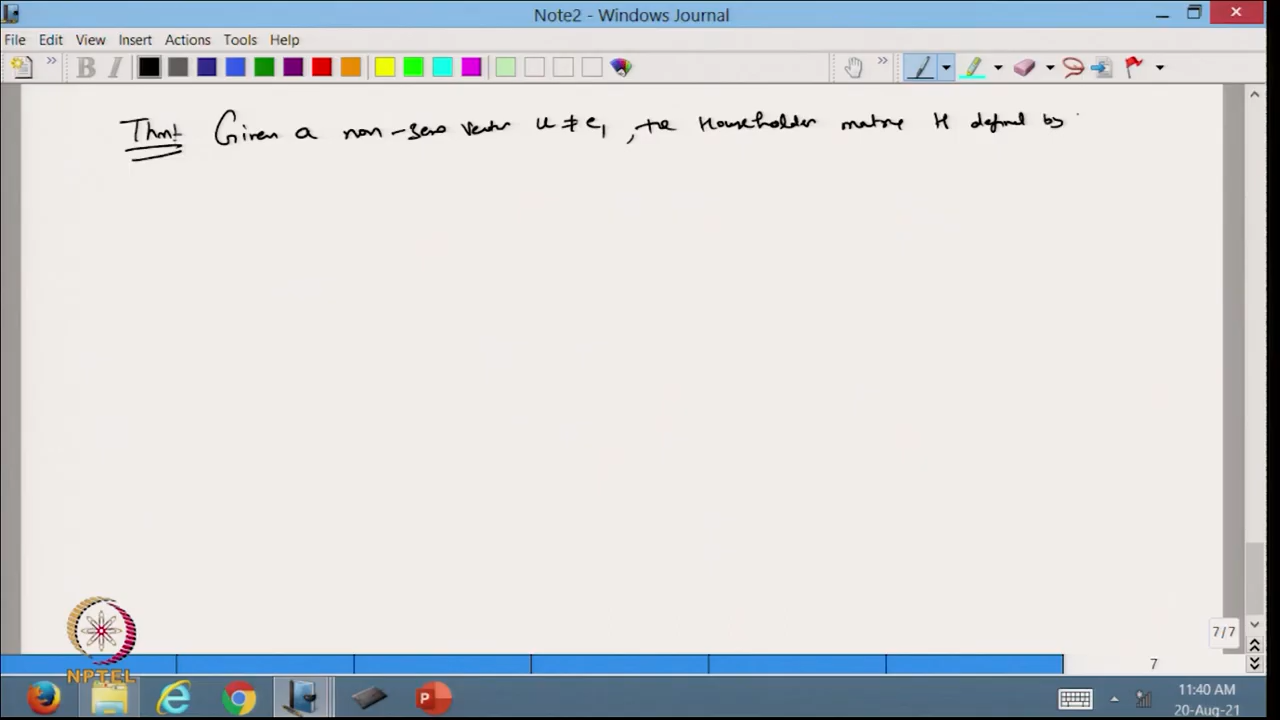 Note2 - Windows Journal
File Edit View Insert Actions Tools Help
B I
Thm: Given a non-zero vector u ≠ e₁, the Householder matrix H defined by
7/7
7
NPTEL
11:40 AM
20-Aug-21